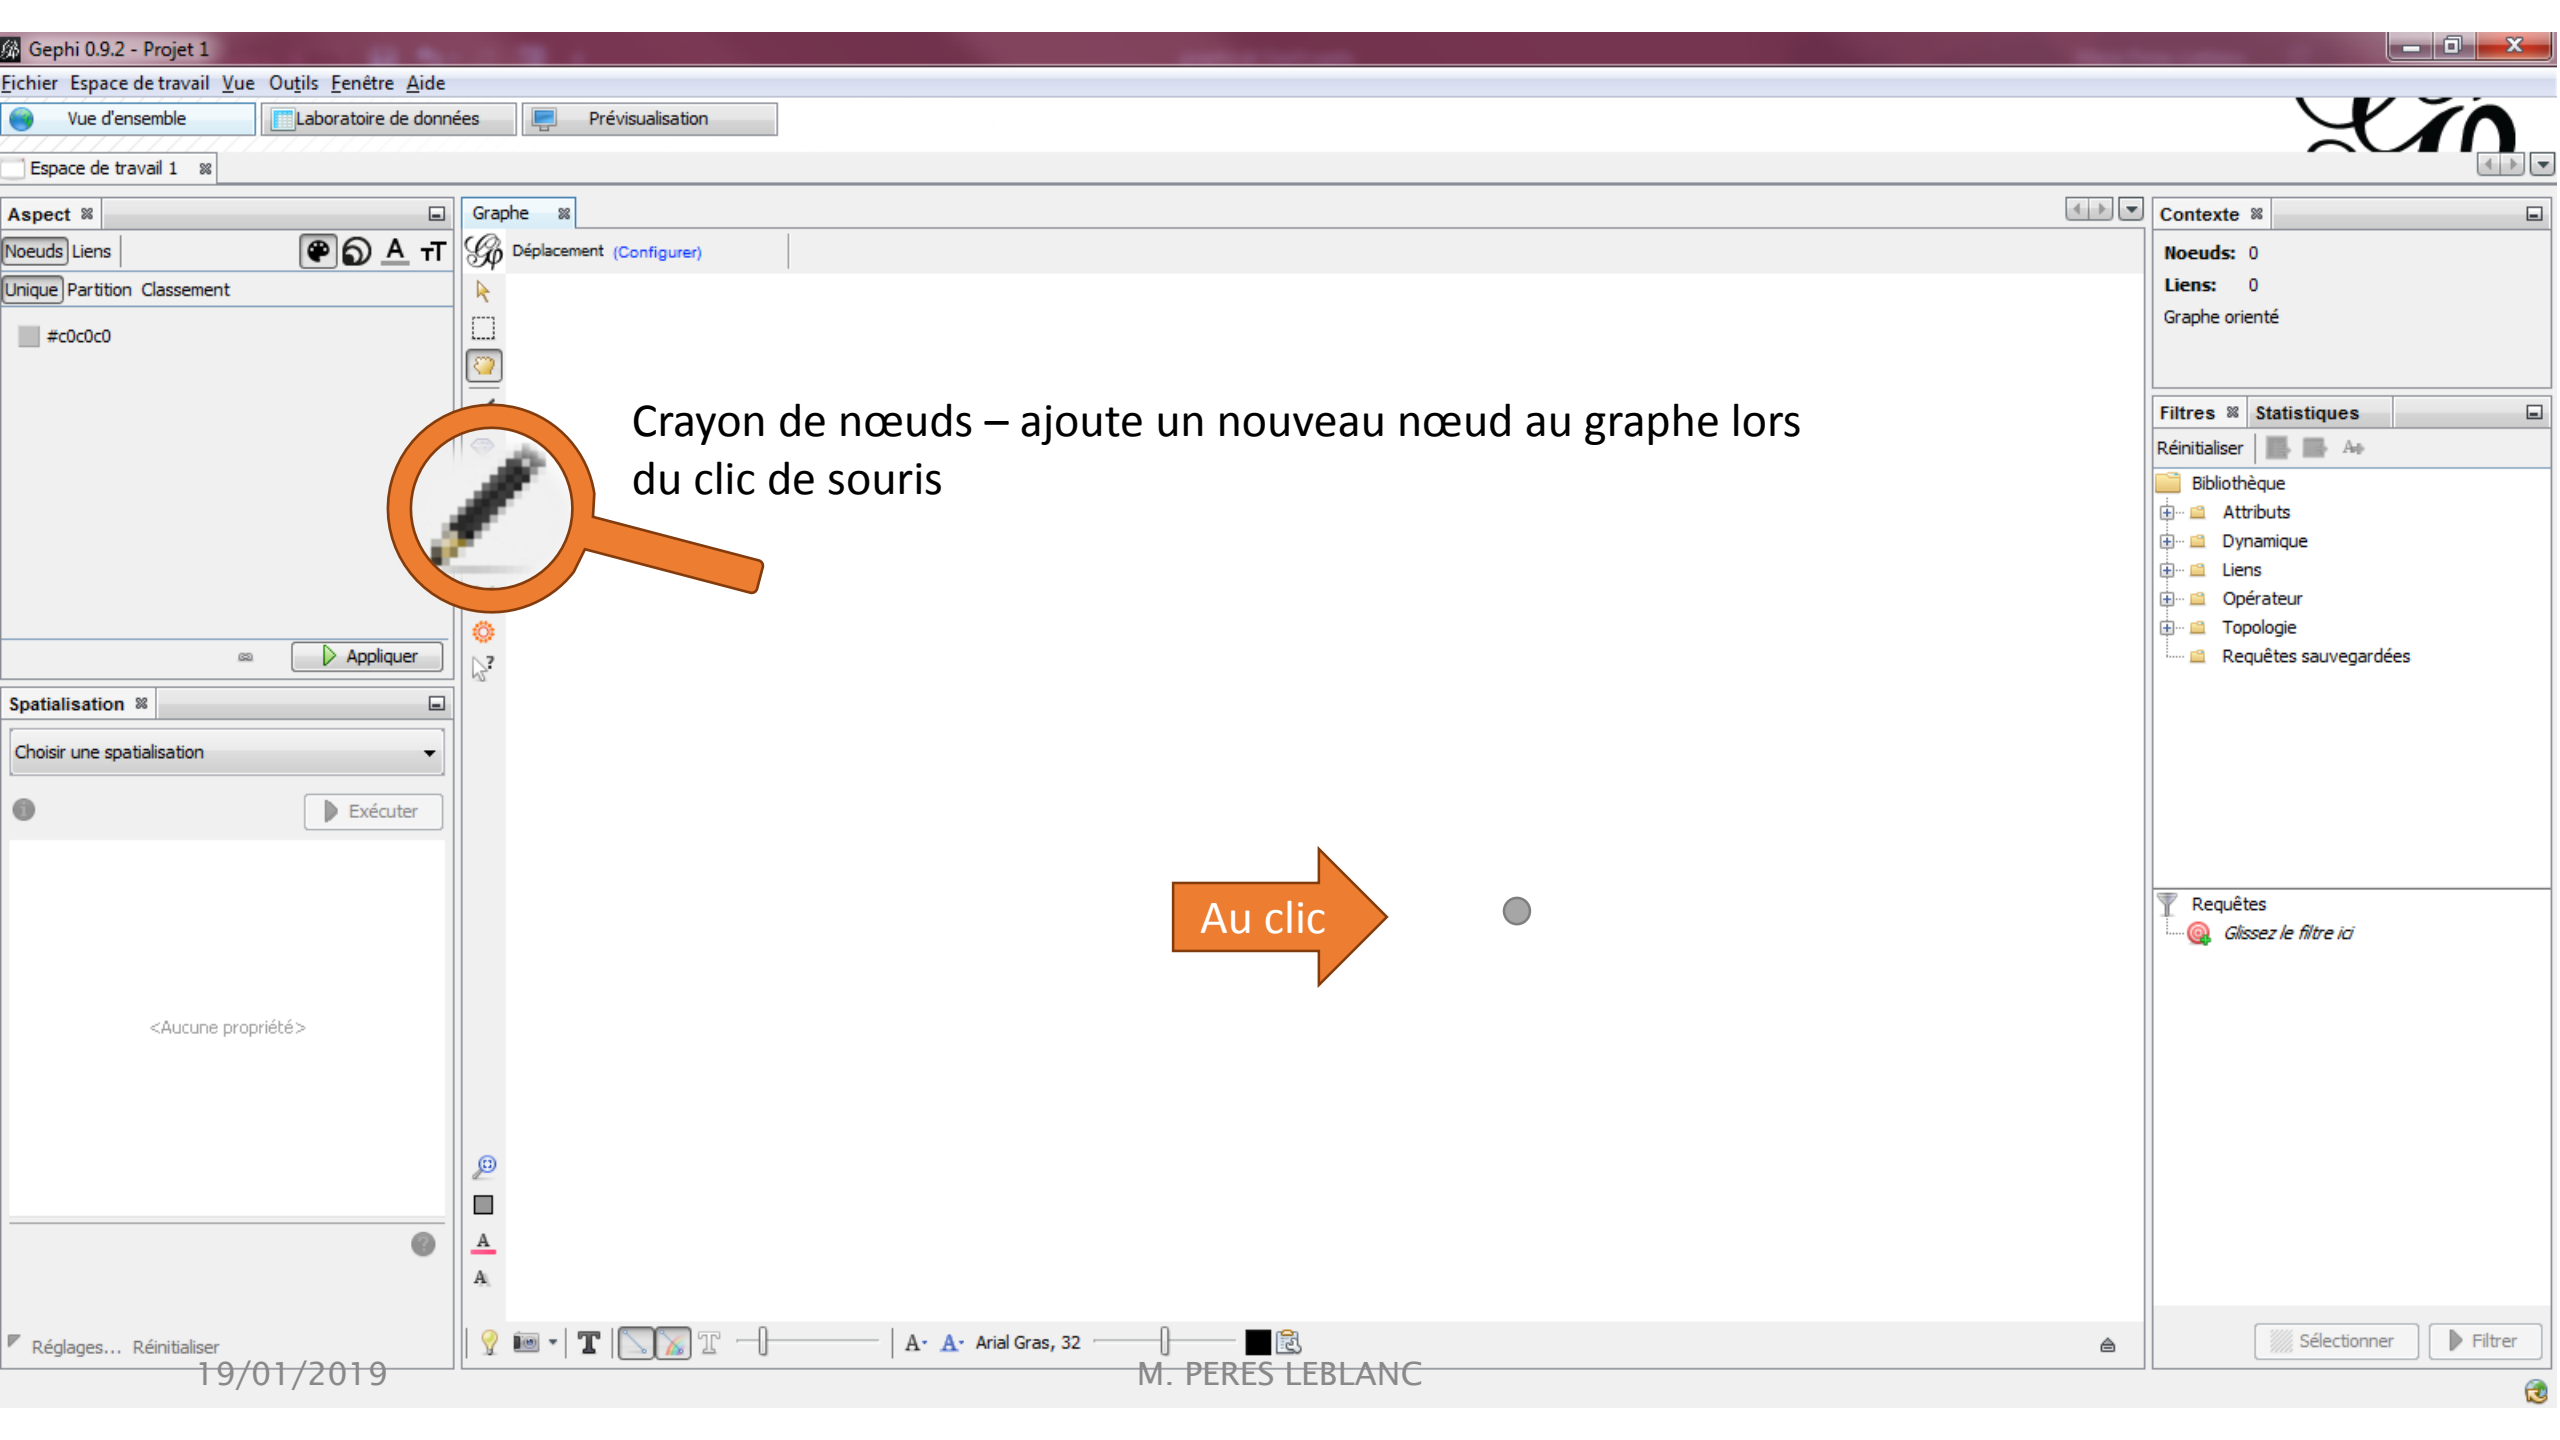 Gephi 0.9.2 - Projet 1
Fichier Espace de travail Vue Outils Fenêtre Aide
Vue d'ensemble Laboratoire de données Prévisualisation
Espace de travail 1
Aspect
Noeuds Liens A TT
Unique Partition Classement
#c0c0c0
Appliquer
Spatialisation
Choisir une spatialisation
Exécuter
<Aucune propriété>
Réglages... Réinitialiser
Graphe
Déplacement (Configurer)
Crayon de nœuds – ajoute un nouveau nœud au graphe lors
du clic de souris
Au clic
A
A
T T A- A- Arial Gras, 32
Contexte
Noeuds: 0
Liens: 0
Graphe orienté
Filtres Statistiques
Réinitialiser
Bibliothèque
Attributs
Dynamique
Liens
Opérateur
Topologie
Requêtes sauvegardées
Requêtes
Glissez le filtre ici
Sélectionner Filtrer
19/01/2019
M. PERES LEBLANC